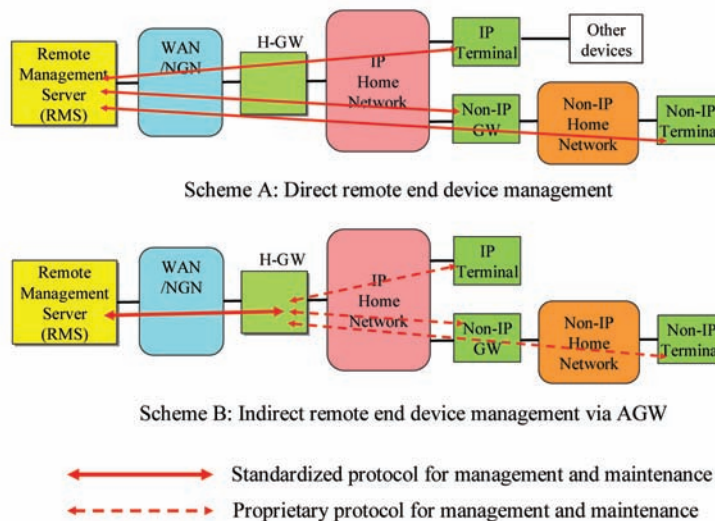 Remote
Management
Server
(RMS)
WAN
/NGN
H-GW
IP
Home
Network
IP
Terminal
Other
devices
Non-IP
GW
Non-IP
Home
Network
Non-IP
Terminal
Scheme A: Direct remote end device management
Remote
Management
Server
(RMS)
WAN
/NGN
H-GW
IP
Home
Network
IP
Terminal
Non-IP
GW
Non-IP
Home
Network
Non-IP
Terminal
Scheme B: Indirect remote end device management via AGW
Standardized protocol for management and maintenance
Proprietary protocol for management and maintenance